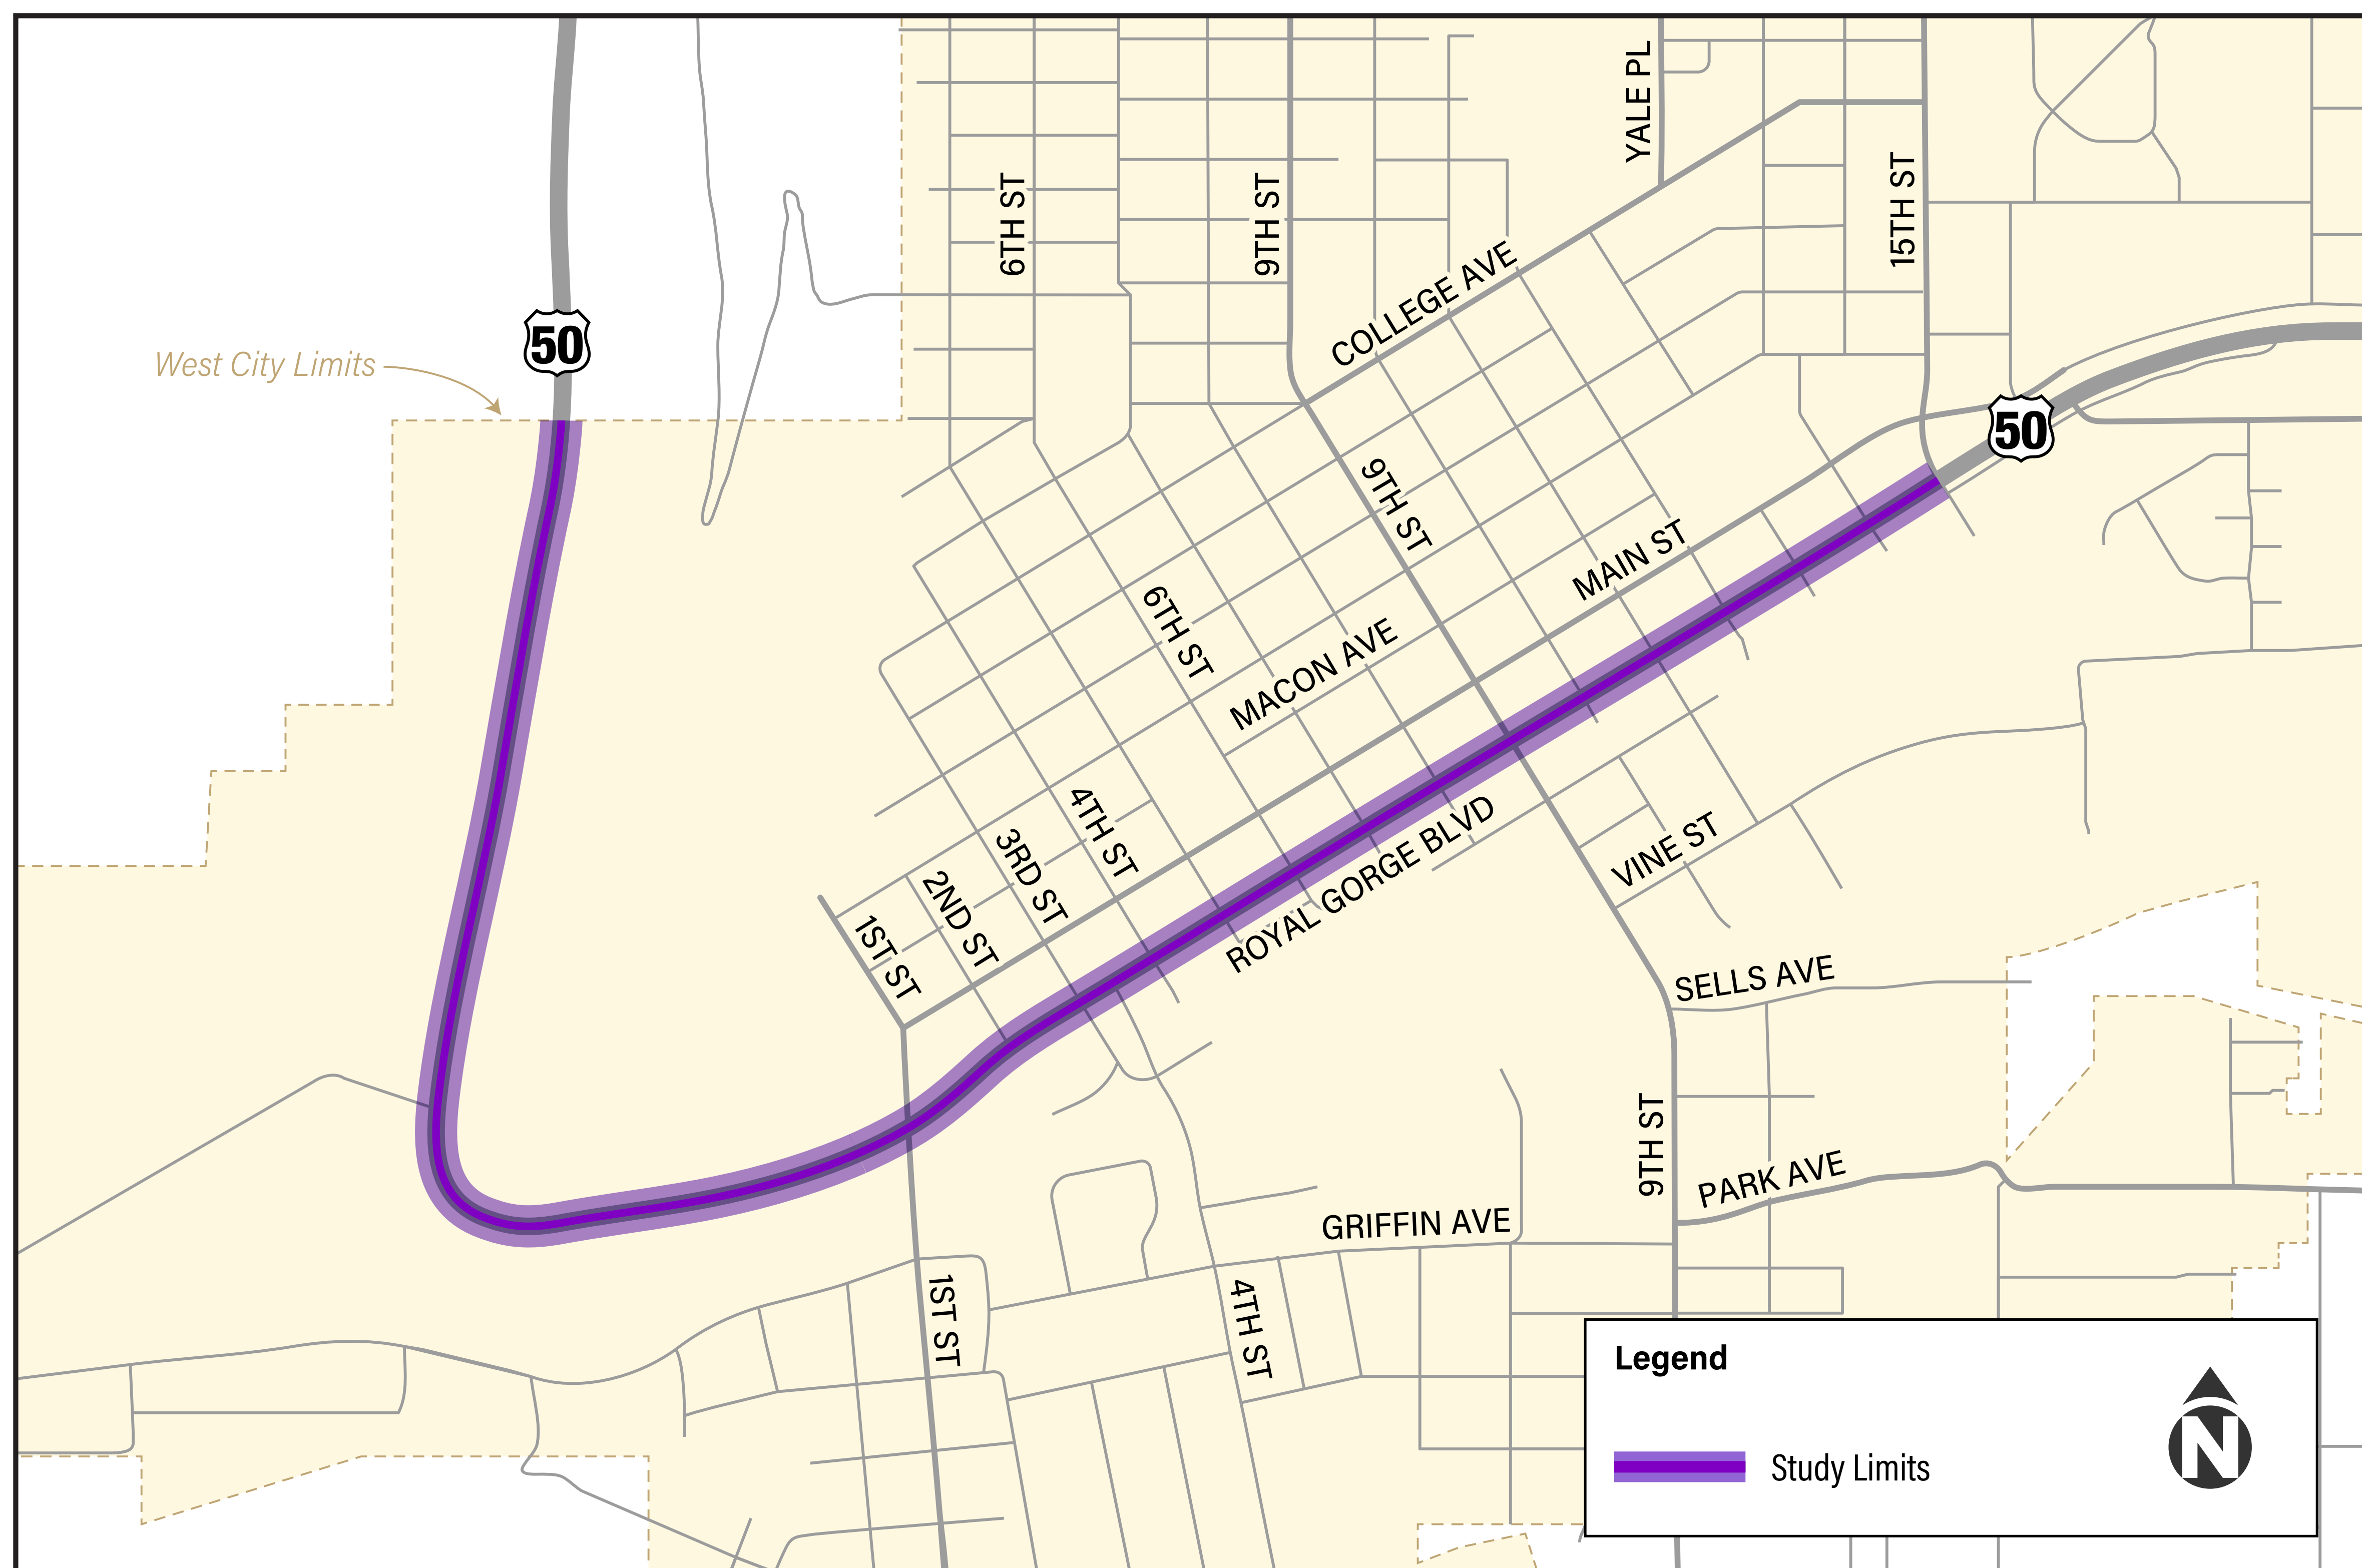 YALE PL
6TH ST
9TH ST
15TH ST
COLLEGE AVE
50
West City Limits
50
9TH ST
MAIN ST
6TH ST
MACON AVE
4TH ST
3RD ST
2ND ST
1ST ST
ROYAL GORGE BLVD
VINE ST
SELLS AVE
9TH ST
PARK AVE
GRIFFIN AVE
1ST ST
4TH ST
Legend
Study Limits
N